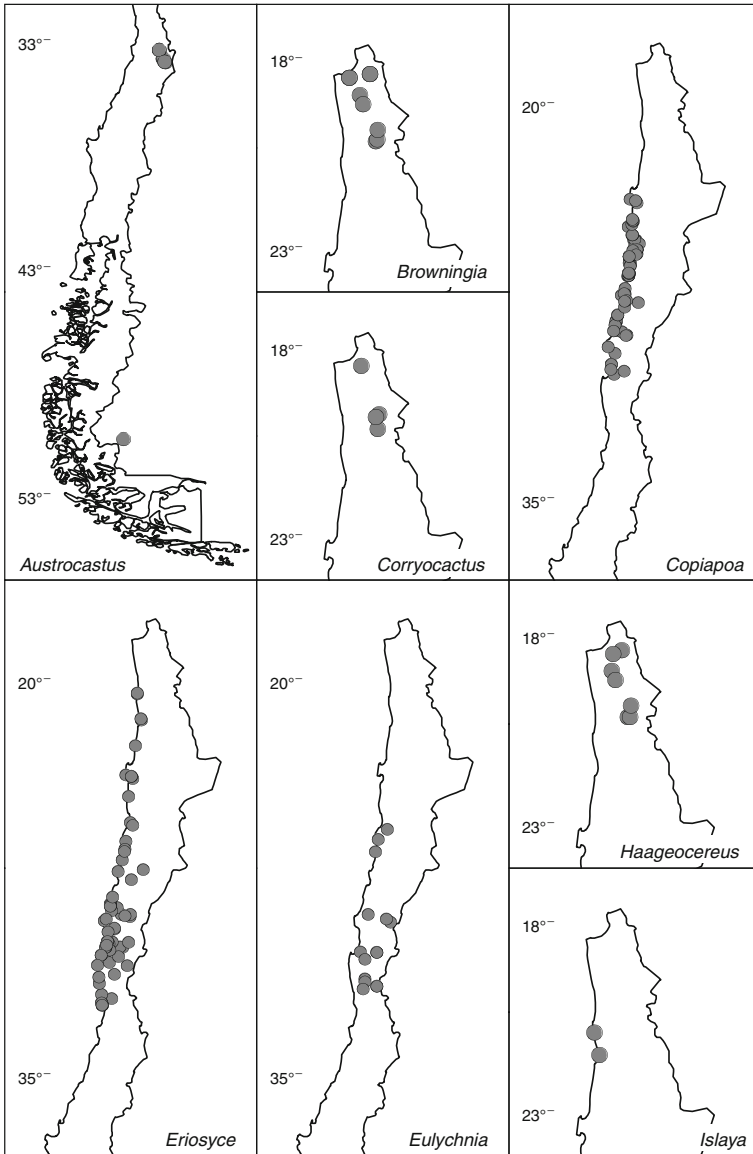 33°–
43°–
53°–
Austrocastus
18°–
23°–
Browningia
18°–
23°–
Corryocactus
20°–
35°–
Copiapoa
20°–
35°–
Eriosyce
20°–
35°–
Eulychnia
18°–
23°–
Haageocereus
18°–
23°–
Islaya